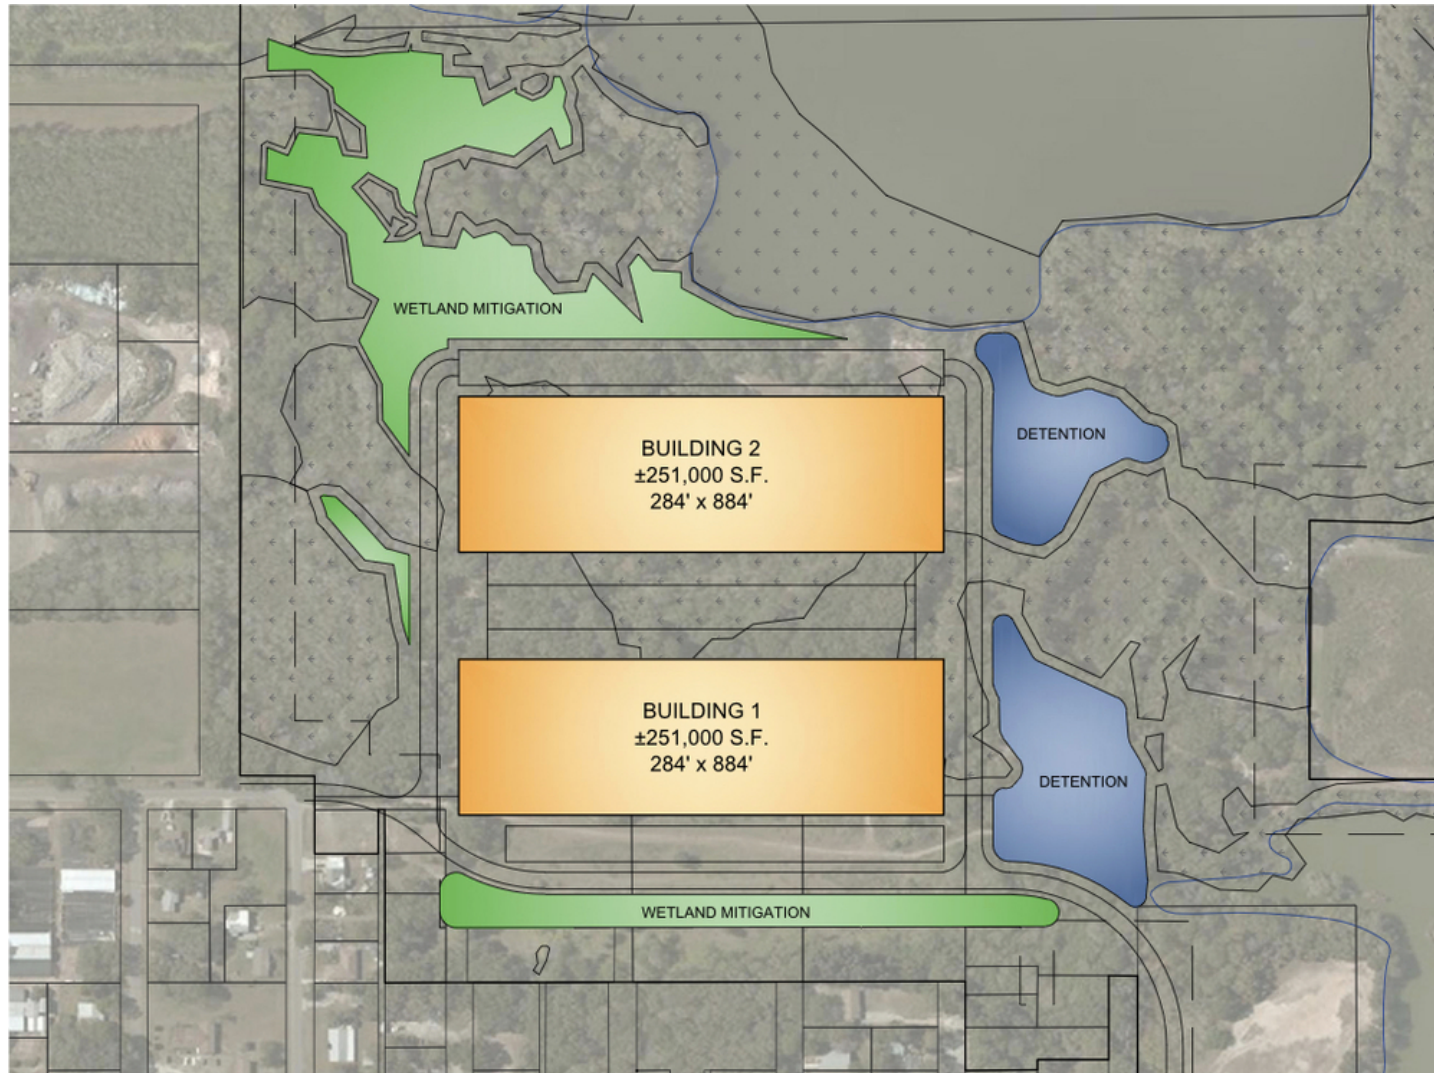 WETLAND MITIGATION
BUILDING 2
±251,000 S.F.
284' x 884'
DETENTION
BUILDING 1
±251,000 S.F.
284' x 884'
DETENTION
WETLAND MITIGATION